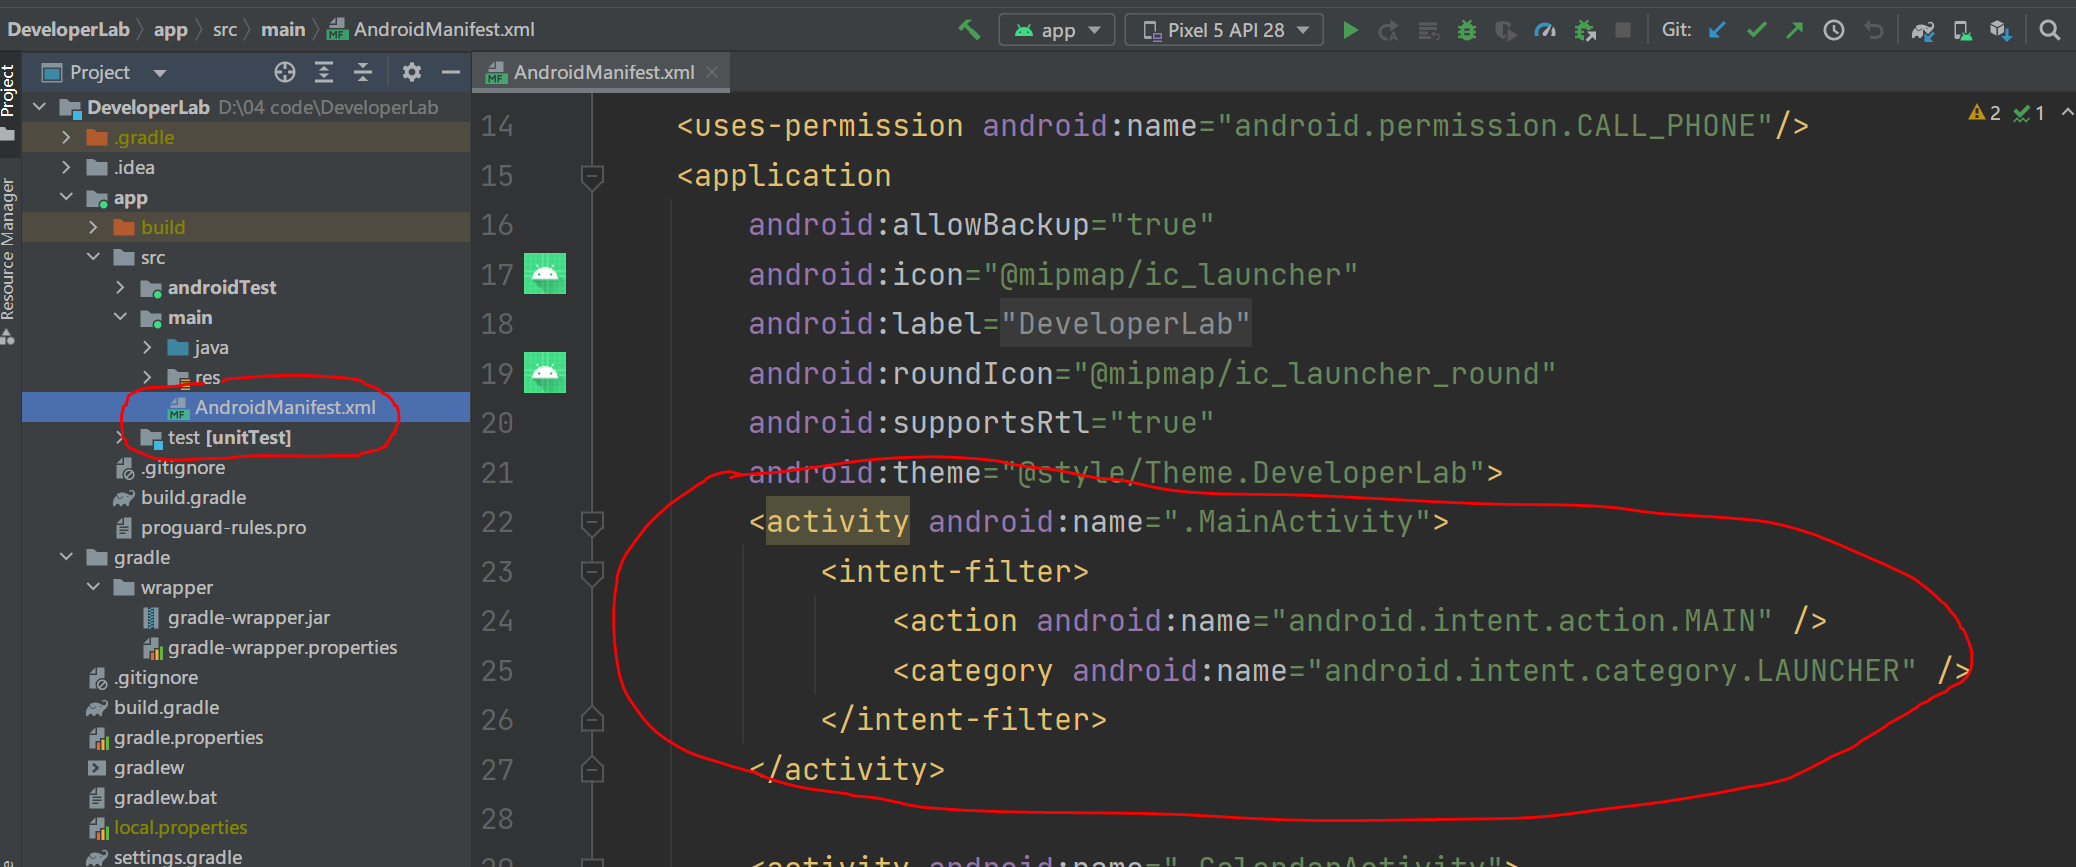 DeveloperLab app src main AndroidManifest.xml
app Pixel 5 API 28 Git:
Project
Resource Manager
Project
DeveloperLab D:\04 code\DeveloperLab
.gradle
.idea
app
build
src
androidTest
main
java
res
AndroidManifest.xml
test [unitTest]
.gitignore
build.gradle
proguard-rules.pro
gradle
wrapper
gradle-wrapper.jar
gradle-wrapper.properties
.gitignore
build.gradle
gradle.properties
gradlew
gradlew.bat
local.properties
settings.gradle
AndroidManifest.xml
2 1
14 <uses-permission android:name="android.permission.CALL_PHONE"/>
15 <application
16 android:allowBackup="true"
17 android:icon="@mipmap/ic_launcher"
18 android:label="DeveloperLab"
19 android:roundIcon="@mipmap/ic_launcher_round"
20 android:supportsRtl="true"
21 android:theme="@style/Theme.DeveloperLab">
22 <activity android:name=".MainActivity">
23 <intent-filter>
24 <action android:name="android.intent.action.MAIN" />
25 <category android:name="android.intent.category.LAUNCHER" />
26 </intent-filter>
27 </activity>
28
29 <activity android:name=".CalendarActivity">